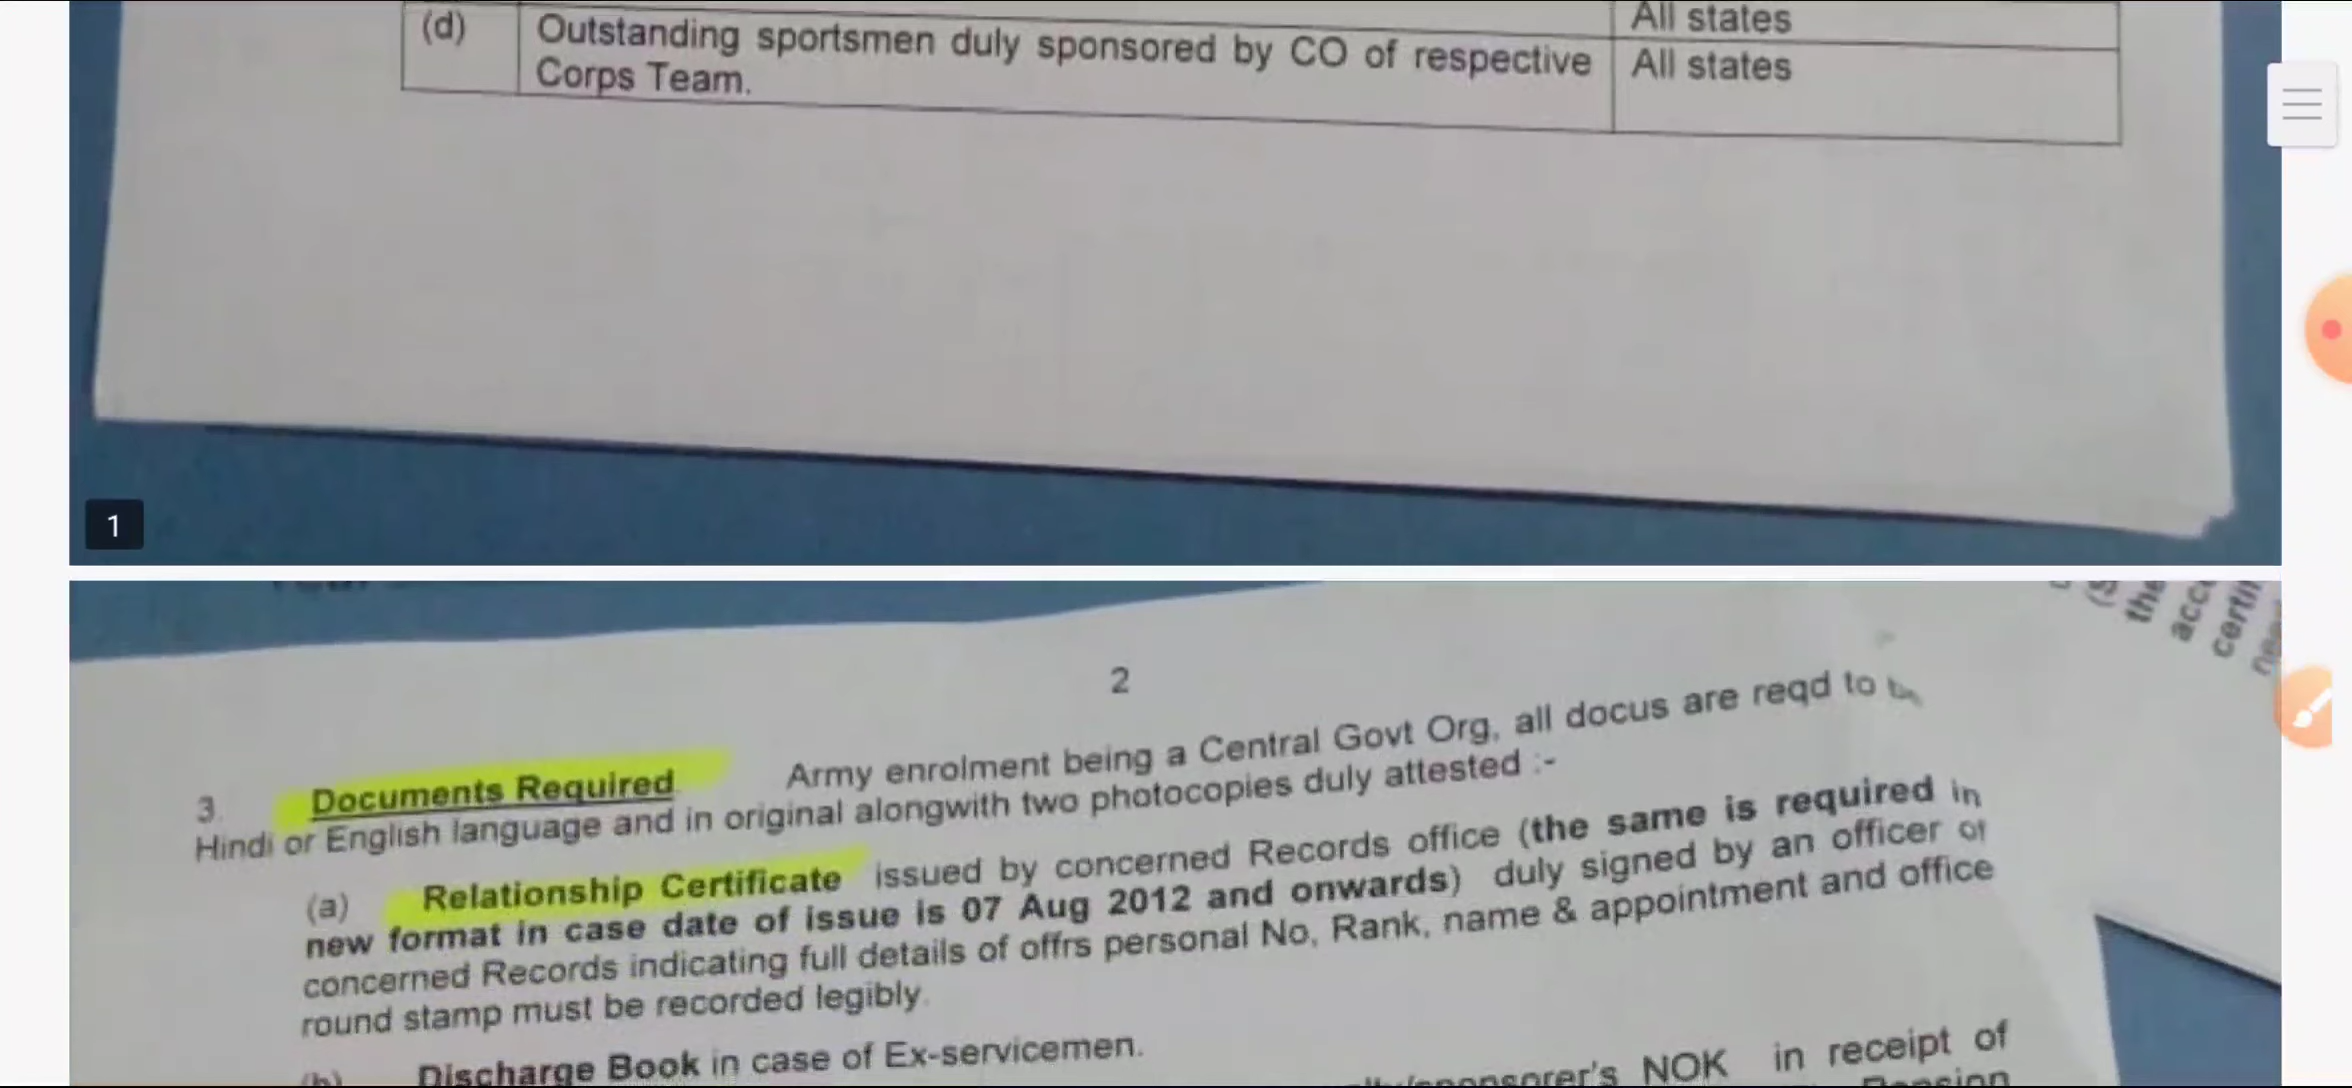 All states
(d) Outstanding sportsmen duly sponsored by CO of respective All states
Corps Team.
1
2
3. Documents Required Army enrolment being a Central Govt Org, all docus are reqd to
Hindi or English language and in original alongwith two photocopies duly attested :-
(a) Relationship Certificate issued by concerned Records office (the same is required in
new format in case date of issue is 07 Aug 2012 and onwards) duly signed by an officer of
concerned Records indicating full details of offrs personal No, Rank, name & appointment and office
round stamp must be recorded legibly.
(b) Discharge Book in case of Ex-servicemen.
NOK in receipt of
the